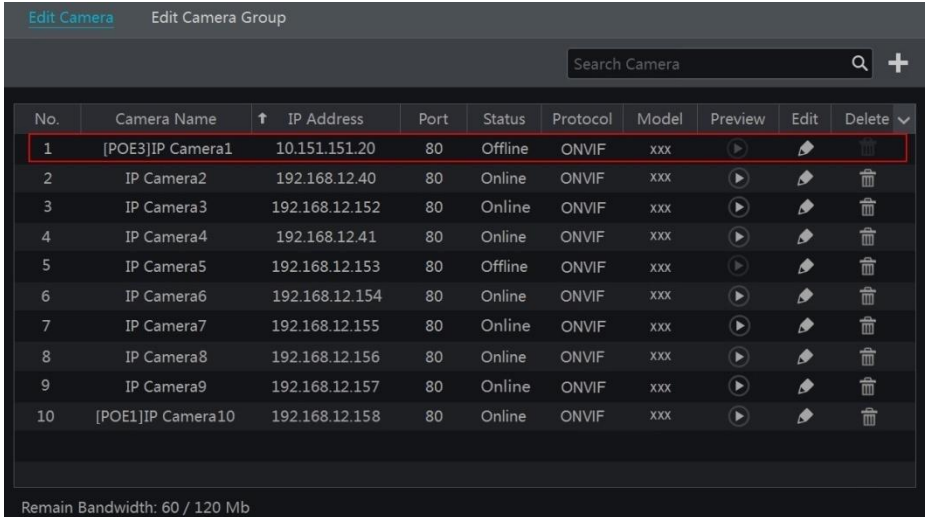 Edit Camera Edit Camera Group
Search Camera
No. Camera Name IP Address Port Status Protocol Model Preview Edit Delete
1 [POE3]IP Camera1 10.151.151.20 80 Offline ONVIF xxx
2 IP Camera2 192.168.12.40 80 Online ONVIF xxx
3 IP Camera3 192.168.12.152 80 Online ONVIF xxx
4 IP Camera4 192.168.12.41 80 Online ONVIF xxx
5 IP Camera5 192.168.12.153 80 Offline ONVIF xxx
6 IP Camera6 192.168.12.154 80 Online ONVIF xxx
7 IP Camera7 192.168.12.155 80 Online ONVIF xxx
8 IP Camera8 192.168.12.156 80 Online ONVIF xxx
9 IP Camera9 192.168.12.157 80 Online ONVIF xxx
10 [POE1]IP Camera10 192.168.12.158 80 Online ONVIF xxx
Remain Bandwidth: 60 / 120 Mb